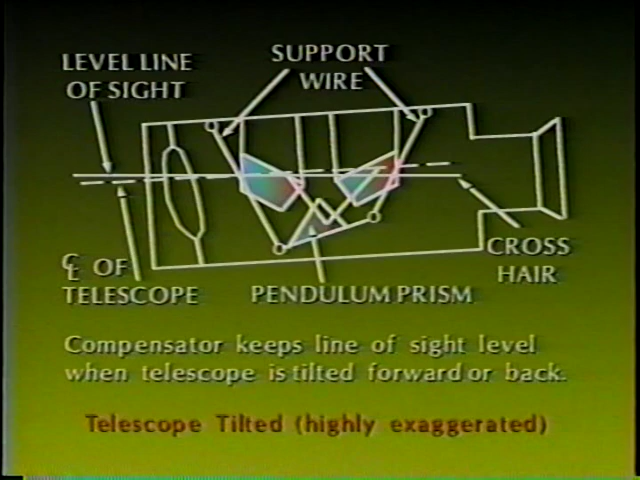 LEVEL LINE
OF SIGHT
SUPPORT
WIRE
℄ OF
TELESCOPE
PENDULUM PRISM
CROSS
HAIR
Compensator keeps line of sight level
when telescope is tilted forward or back.
Telescope Tilted (highly exaggerated)